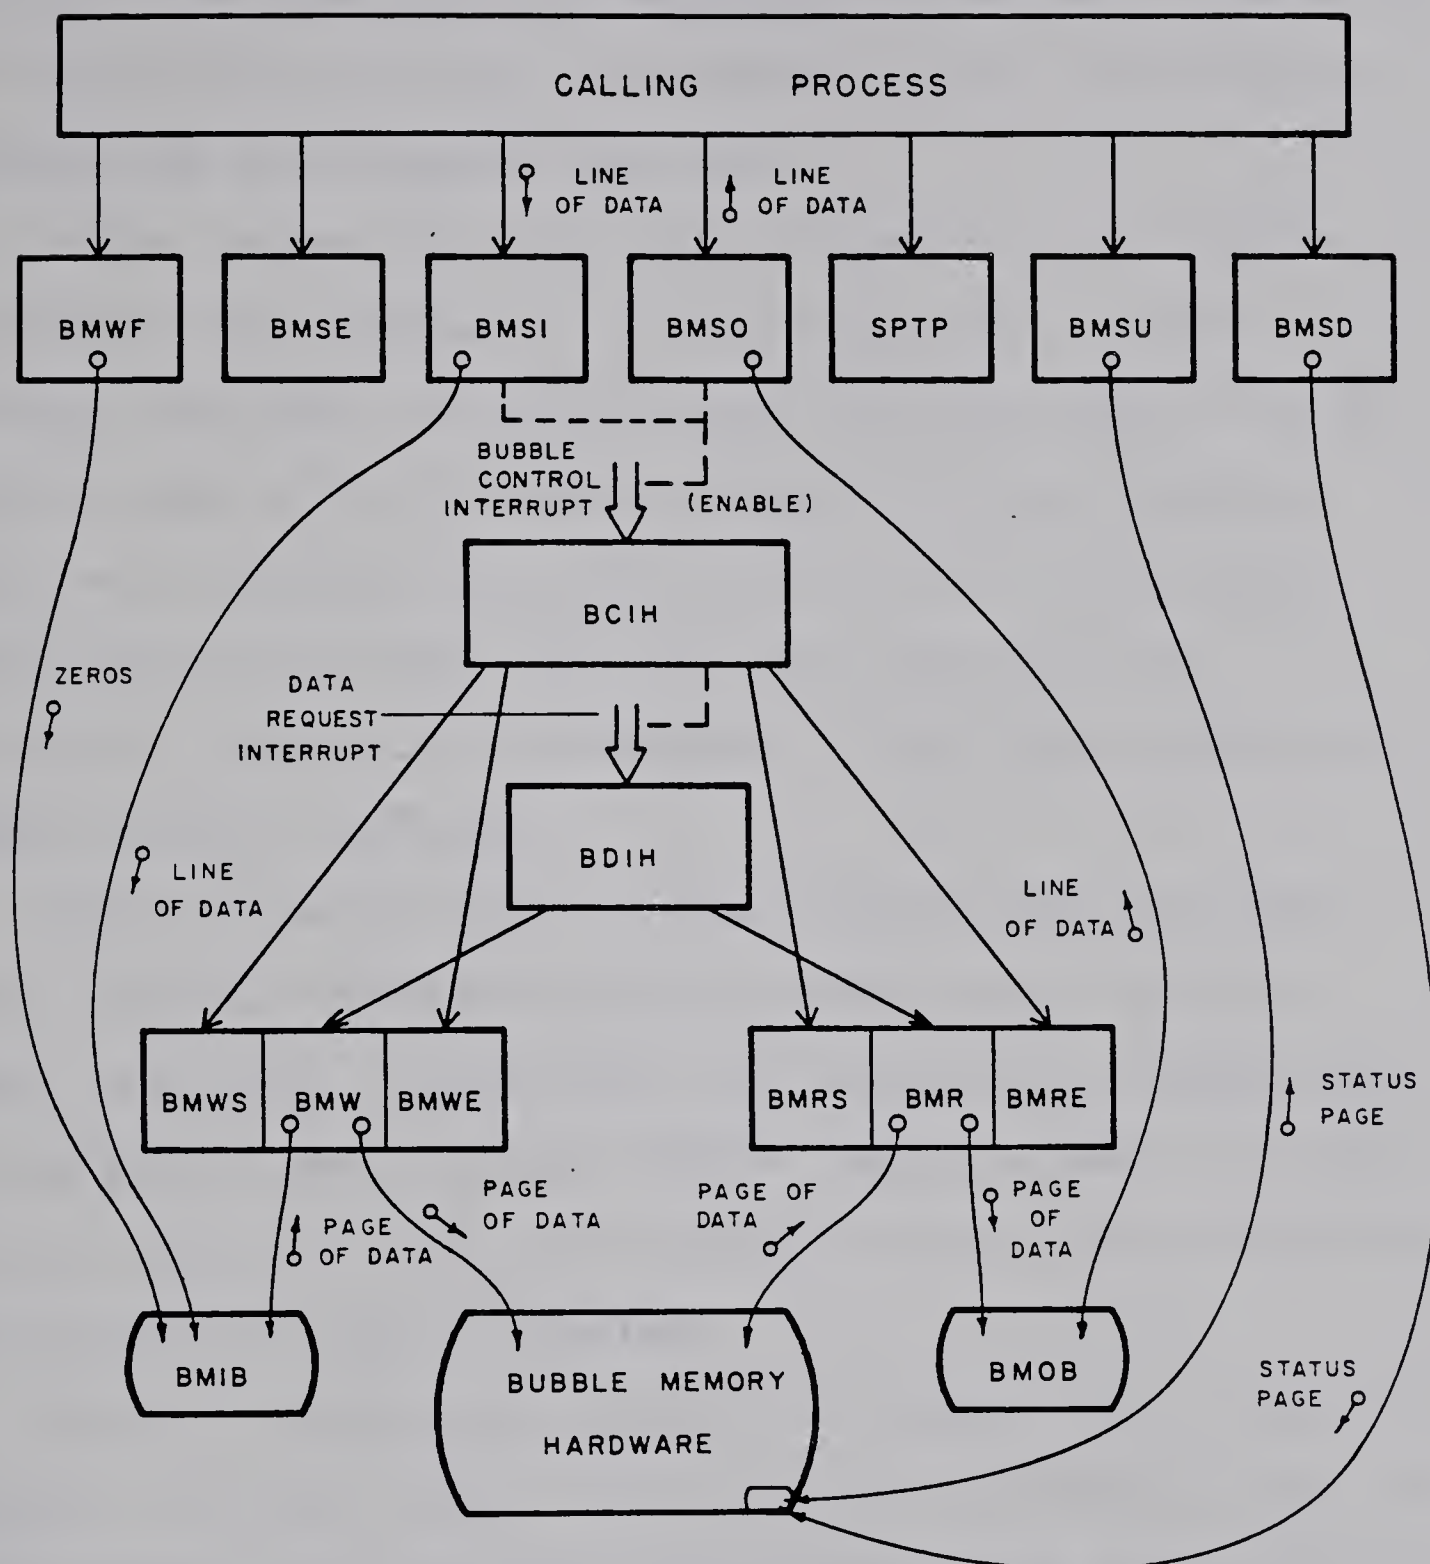 CALLING PROCESS
LINE
OF DATA
LINE
OF DATA
BMWF
BMSE
BMSI
BMSO
SPTP
BMSU
BMSD
BUBBLE
CONTROL
INTERRUPT
(ENABLE)
BCIH
ZEROS
DATA
REQUEST
INTERRUPT
BDIH
LINE
OF DATA
LINE
OF DATA
BMWS
BMW
BMWE
BMRS
BMR
BMRE
STATUS
PAGE
PAGE
OF DATA
PAGE
OF DATA
PAGE OF
DATA
PAGE
OF
DATA
BMIB
BUBBLE MEMORY
HARDWARE
BMOB
STATUS
PAGE